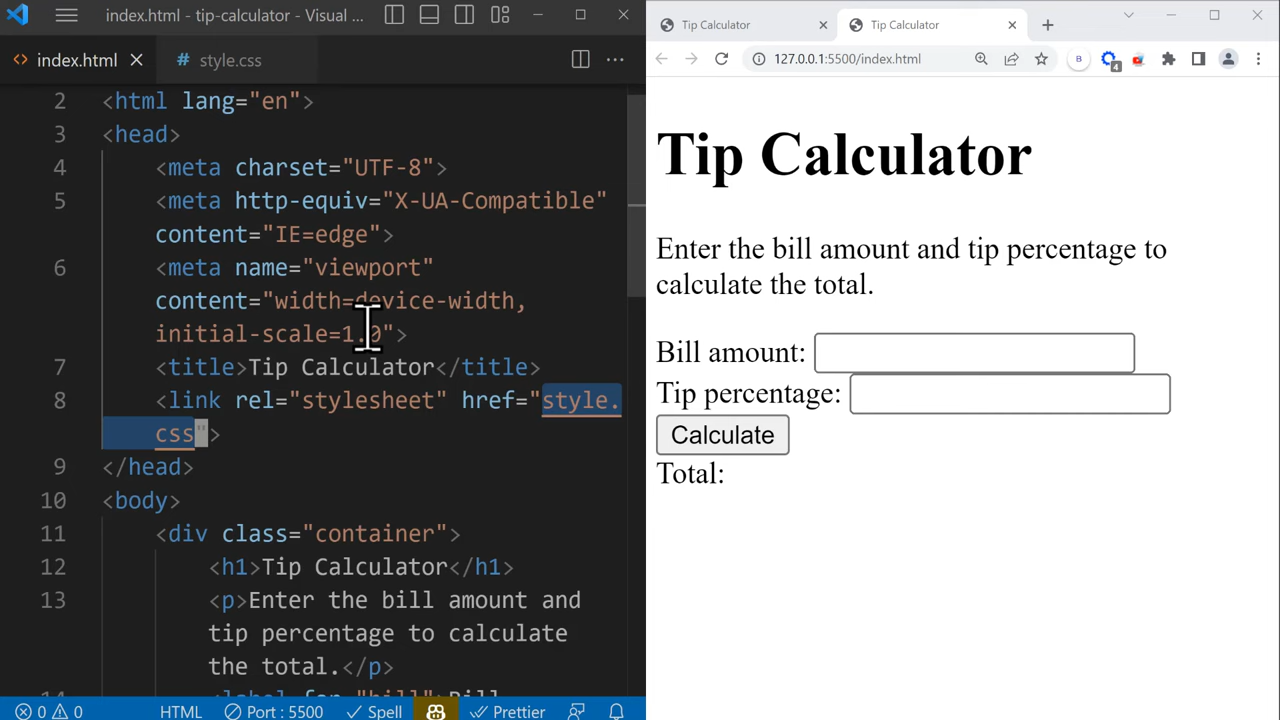 index.html - tip-calculator - Visual ...
index.html
# style.css
2 <html lang="en">
3 <head>
4 <meta charset="UTF-8">
5 <meta http-equiv="X-UA-Compatible"
content="IE=edge">
6 <meta name="viewport"
content="width=device-width,
initial-scale=1.0">
7 <title>Tip Calculator</title>
8 <link rel="stylesheet" href="style.
css">
9 </head>
10 <body>
11 <div class="container">
12 <h1>Tip Calculator</h1>
13 <p>Enter the bill amount and
tip percentage to calculate
the total.</p>
14 <label for="bill">Bill
0 0 HTML Port : 5500 Spell Prettier
Tip Calculator
Tip Calculator
127.0.0.1:5500/index.html
B
4
Tip Calculator
Enter the bill amount and tip percentage to
calculate the total.
Bill amount:
Tip percentage:
Calculate
Total: